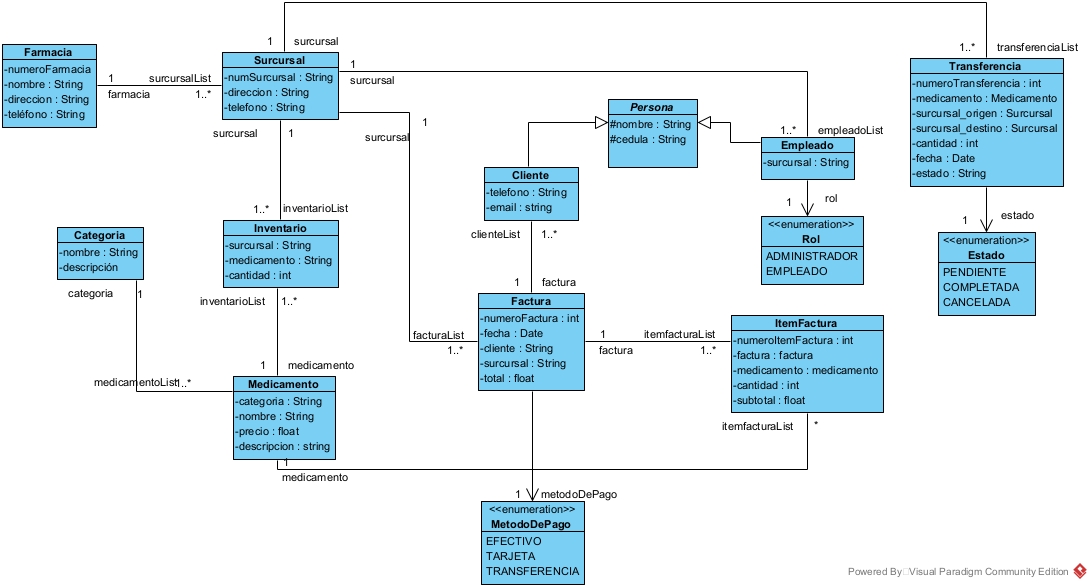 1
surcursal
1..*
transferenciaList
Farmacia
-numeroFarmacia
-nombre : String
-direccion : String
-teléfono : String
1
surcursalList
farmacia
1..*
Surcursal
-numSurcursal : String
-direccion : String
-telefono : String
1
surcursal
surcursal
1
surcursal
1
Persona
#nombre : String
#cedula : String
1..*
empleadoList
Empleado
-surcursal : String
1
rol
<<enumeration>>
Rol
ADMINISTRADOR
EMPLEADO
Transferencia
-numeroTransferencia : int
-medicamento : Medicamento
-surcursal_origen : Surcursal
-surcursal_destino : Surcursal
-cantidad : int
-fecha : Date
-estado : String
1
estado
<<enumeration>>
Estado
PENDIENTE
COMPLETADA
CANCELADA
Cliente
-telefono : String
-email : string
clienteList
1..*
1
factura
1..*
inventarioList
Inventario
-surcursal : String
-medicamento : String
-cantidad : int
inventarioList
1..*
Categoria
-nombre : String
-descripción
categoria
1
1
medicamento
medicamentoList
1..*
Medicamento
-categoria : String
-nombre : String
-precio : float
-descripcion : string
1
medicamento
Factura
-numeroFactura : int
-fecha : Date
-cliente : String
-surcursal : String
-total : float
facturaList
1..*
1
factura
itemfacturaList
1..*
ItemFactura
-numeroItemFactura : int
-factura : factura
-medicamento : medicamento
-cantidad : int
-subtotal : float
itemfacturaList
*
1
metodoDePago
<<enumeration>>
MetodoDePago
EFECTIVO
TARJETA
TRANSFERENCIA
Powered By Visual Paradigm Community Edition